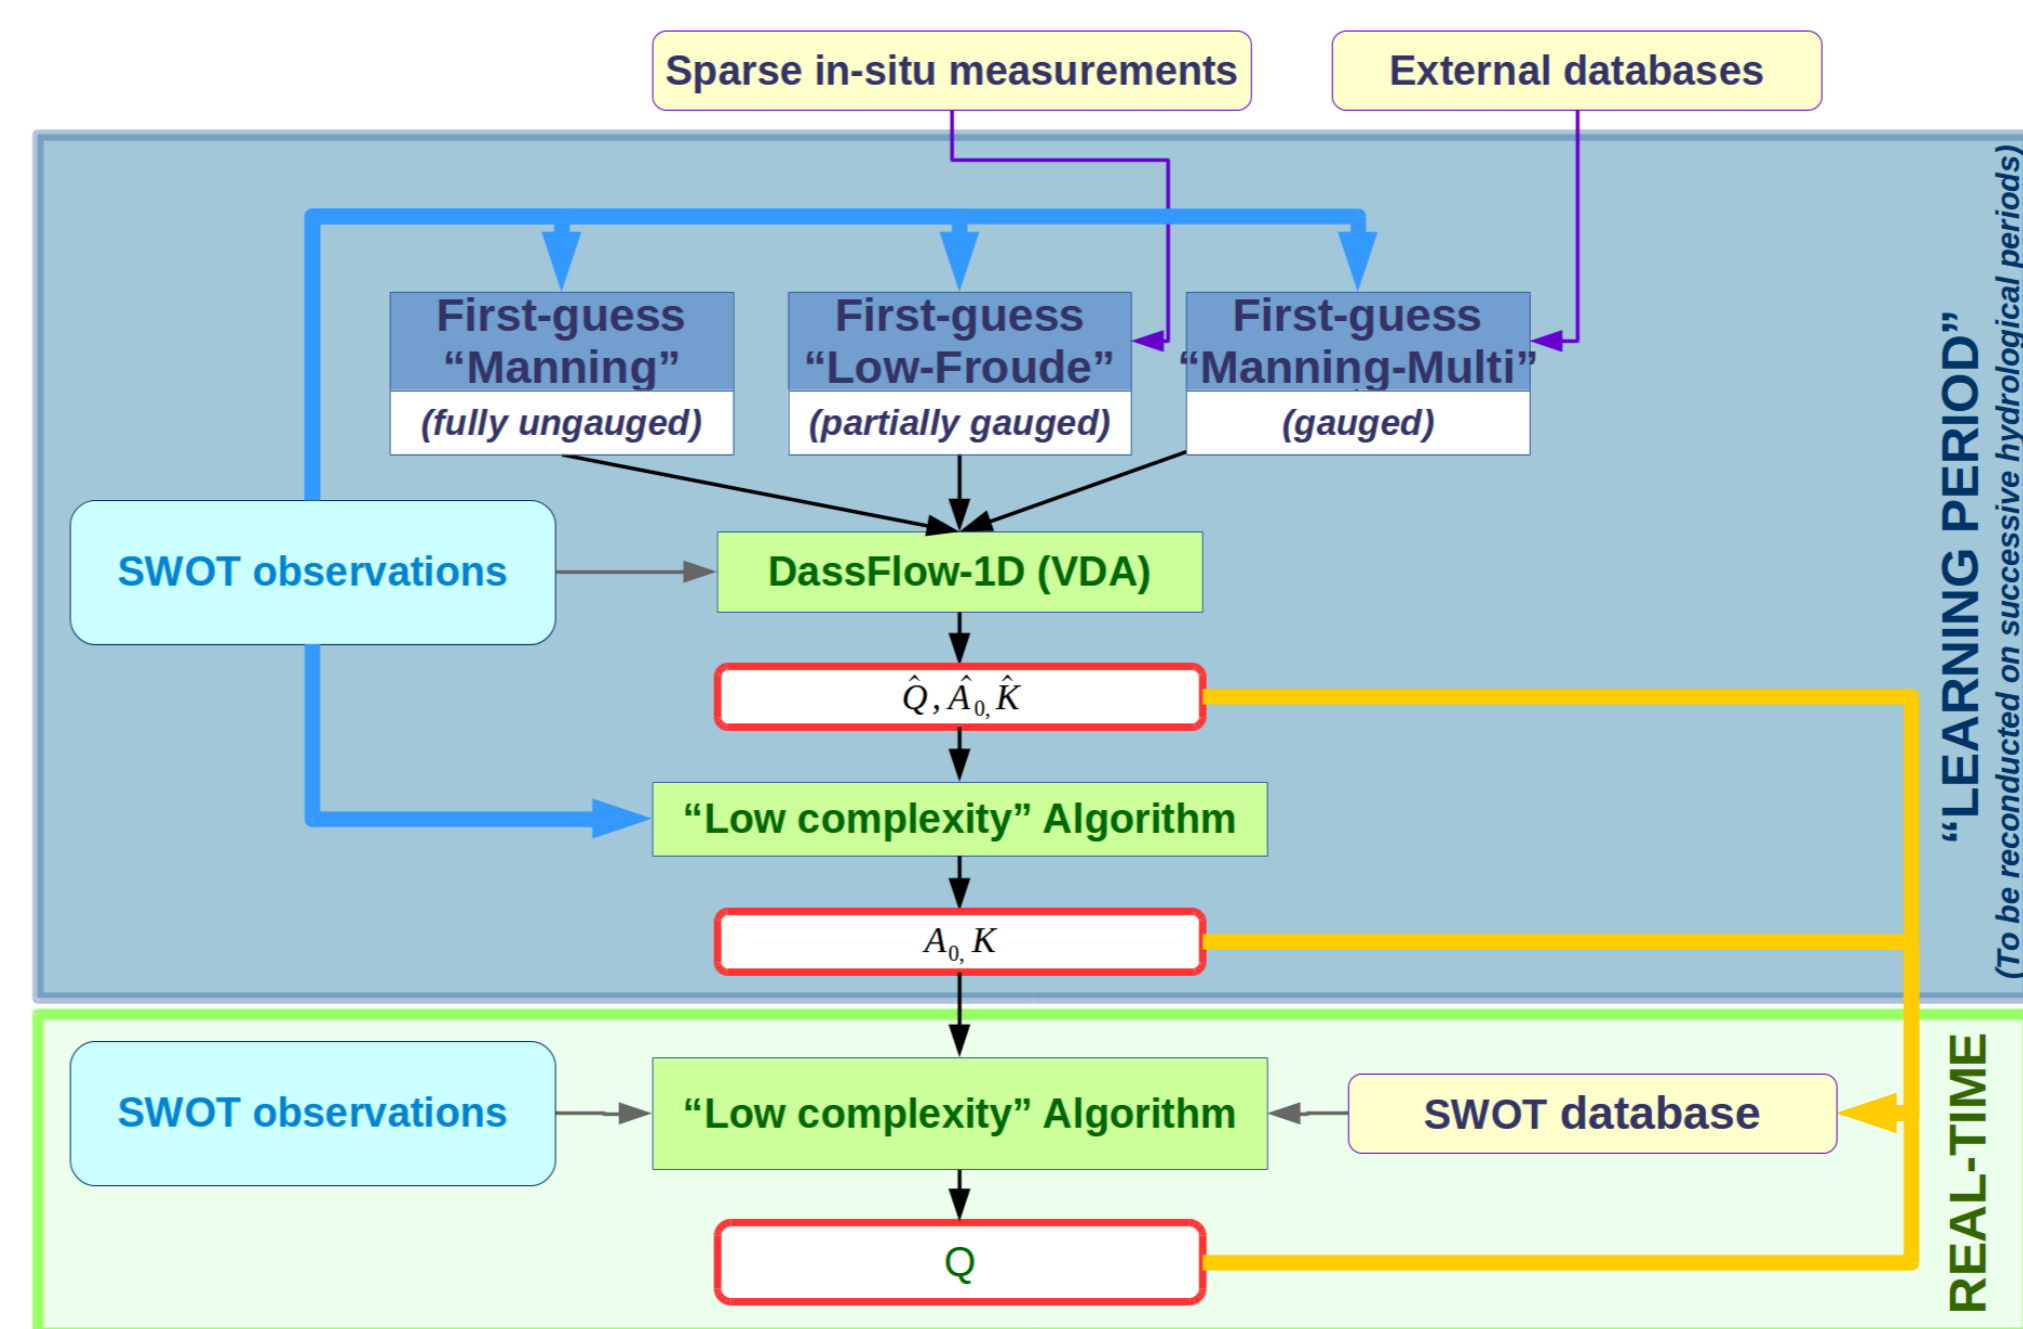 Sparse in-situ measurements
External databases
First-guess
“Manning”
(fully ungauged)
First-guess
“Low-Froude”
(partially gauged)
First-guess
“Manning-Multi”
(gauged)
SWOT observations
DassFlow-1D (VDA)
Q̂, Â₀, K̂
“Low complexity” Algorithm
A₀, K
“LEARNING PERIOD”
(To be reconducted on successive hydrological periods)
SWOT observations
“Low complexity” Algorithm
SWOT database
Q
REAL-TIME